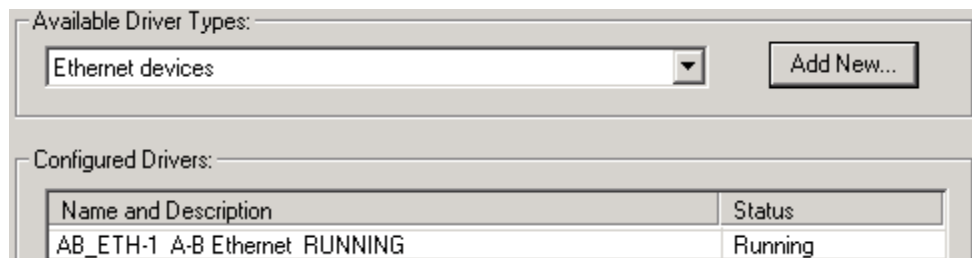 Available Driver Types:
Ethernet devices
Add New...
Configured Drivers:
Name and Description Status
AB_ETH-1 A-B Ethernet RUNNING Running